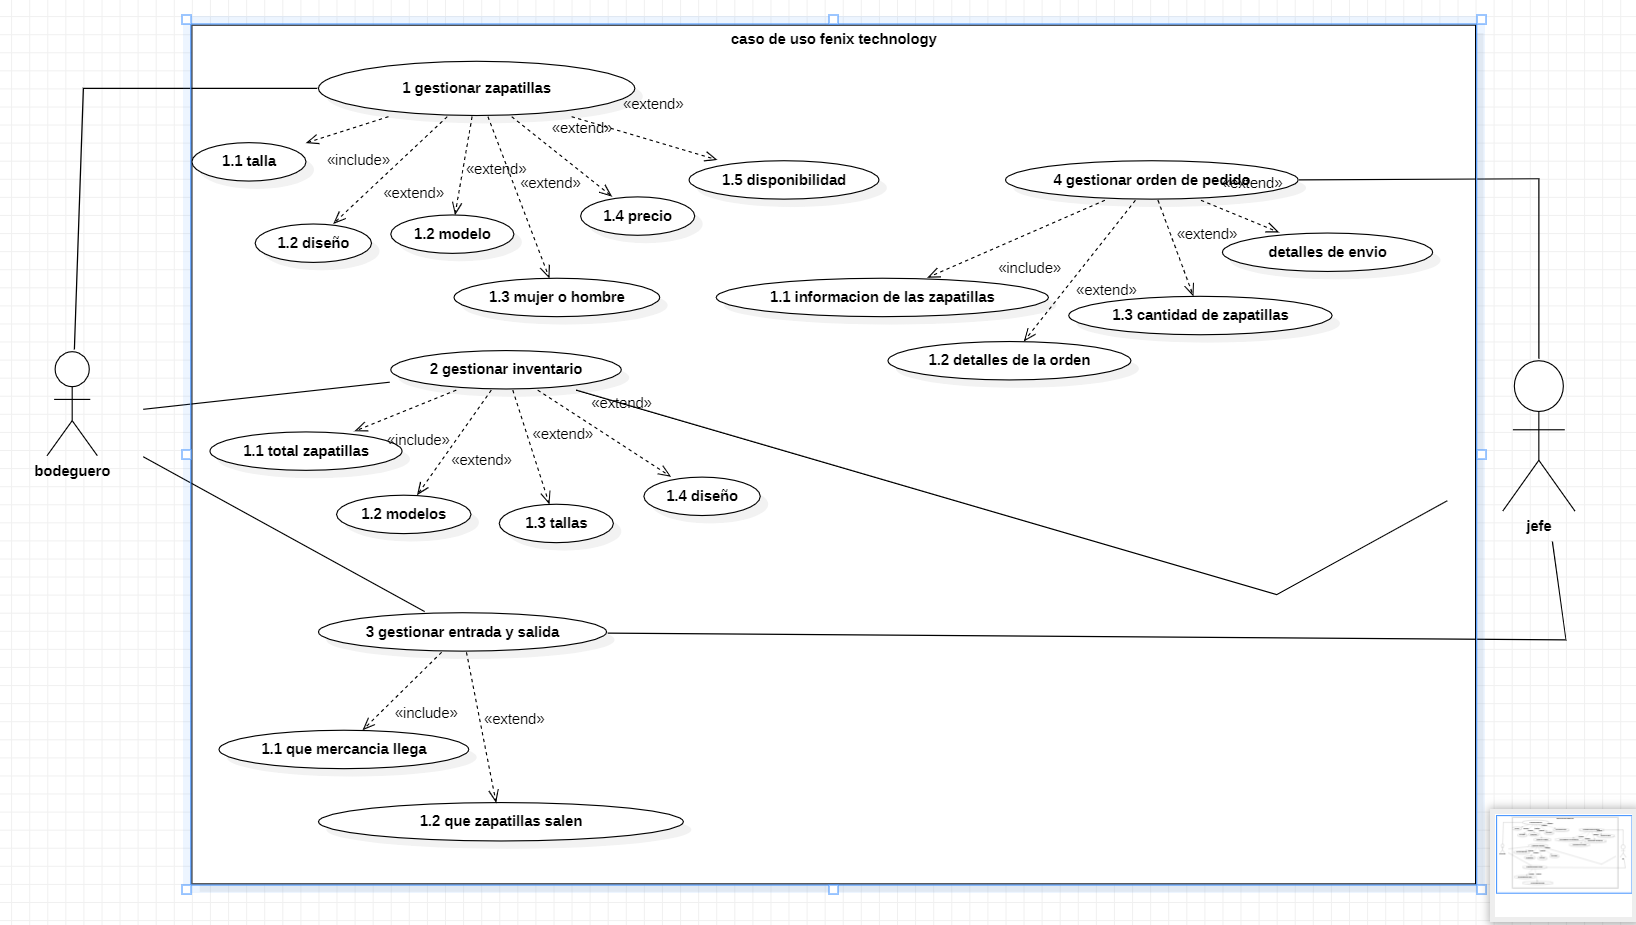 caso de uso fenix technology
1 gestionar zapatillas
«extend»
«extend»
1.1 talla
«include»
«extend»
«extend»
«extend»
1.5 disponibilidad
4 gestionar orden de pedido
«extend»
1.2 diseño
1.2 modelo
1.4 precio
«extend»
detalles de envio
«include»
1.3 mujer o hombre
1.1 informacion de las zapatillas
«extend»
1.3 cantidad de zapatillas
1.2 detalles de la orden
2 gestionar inventario
«extend»
1.1 total zapatillas
«include»
«extend»
«extend»
bodeguero
1.2 modelos
1.3 tallas
1.4 diseño
jefe
3 gestionar entrada y salida
«include»
«extend»
1.1 que mercancia llega
1.2 que zapatillas salen